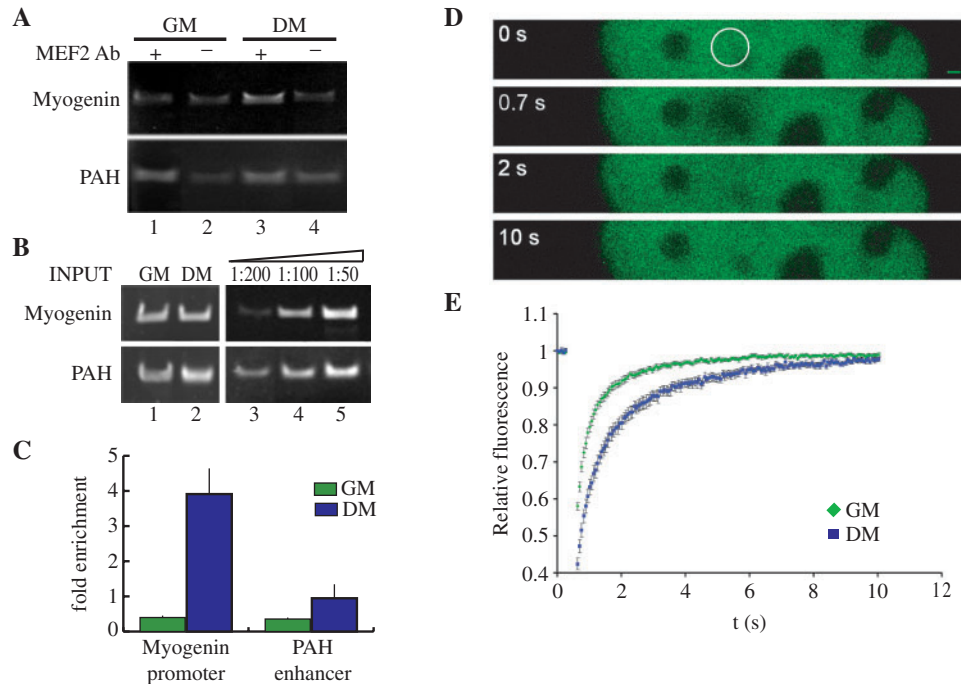 A
GM DM
MEF2 Ab + − + −
Myogenin
PAH
1 2 3 4
B
INPUT GM DM 1:200 1:100 1:50
Myogenin
PAH
1 2 3 4 5
C
fold enrichment
5
4
3
2
1
0
GM
DM
Myogenin promoter
PAH enhancer
D
0 s
0.7 s
2 s
10 s
E
Relative fluorescence
1.1
1
0.9
0.8
0.7
0.6
0.5
0.4
GM
DM
0 2 4 6 8 10 12
t (s)